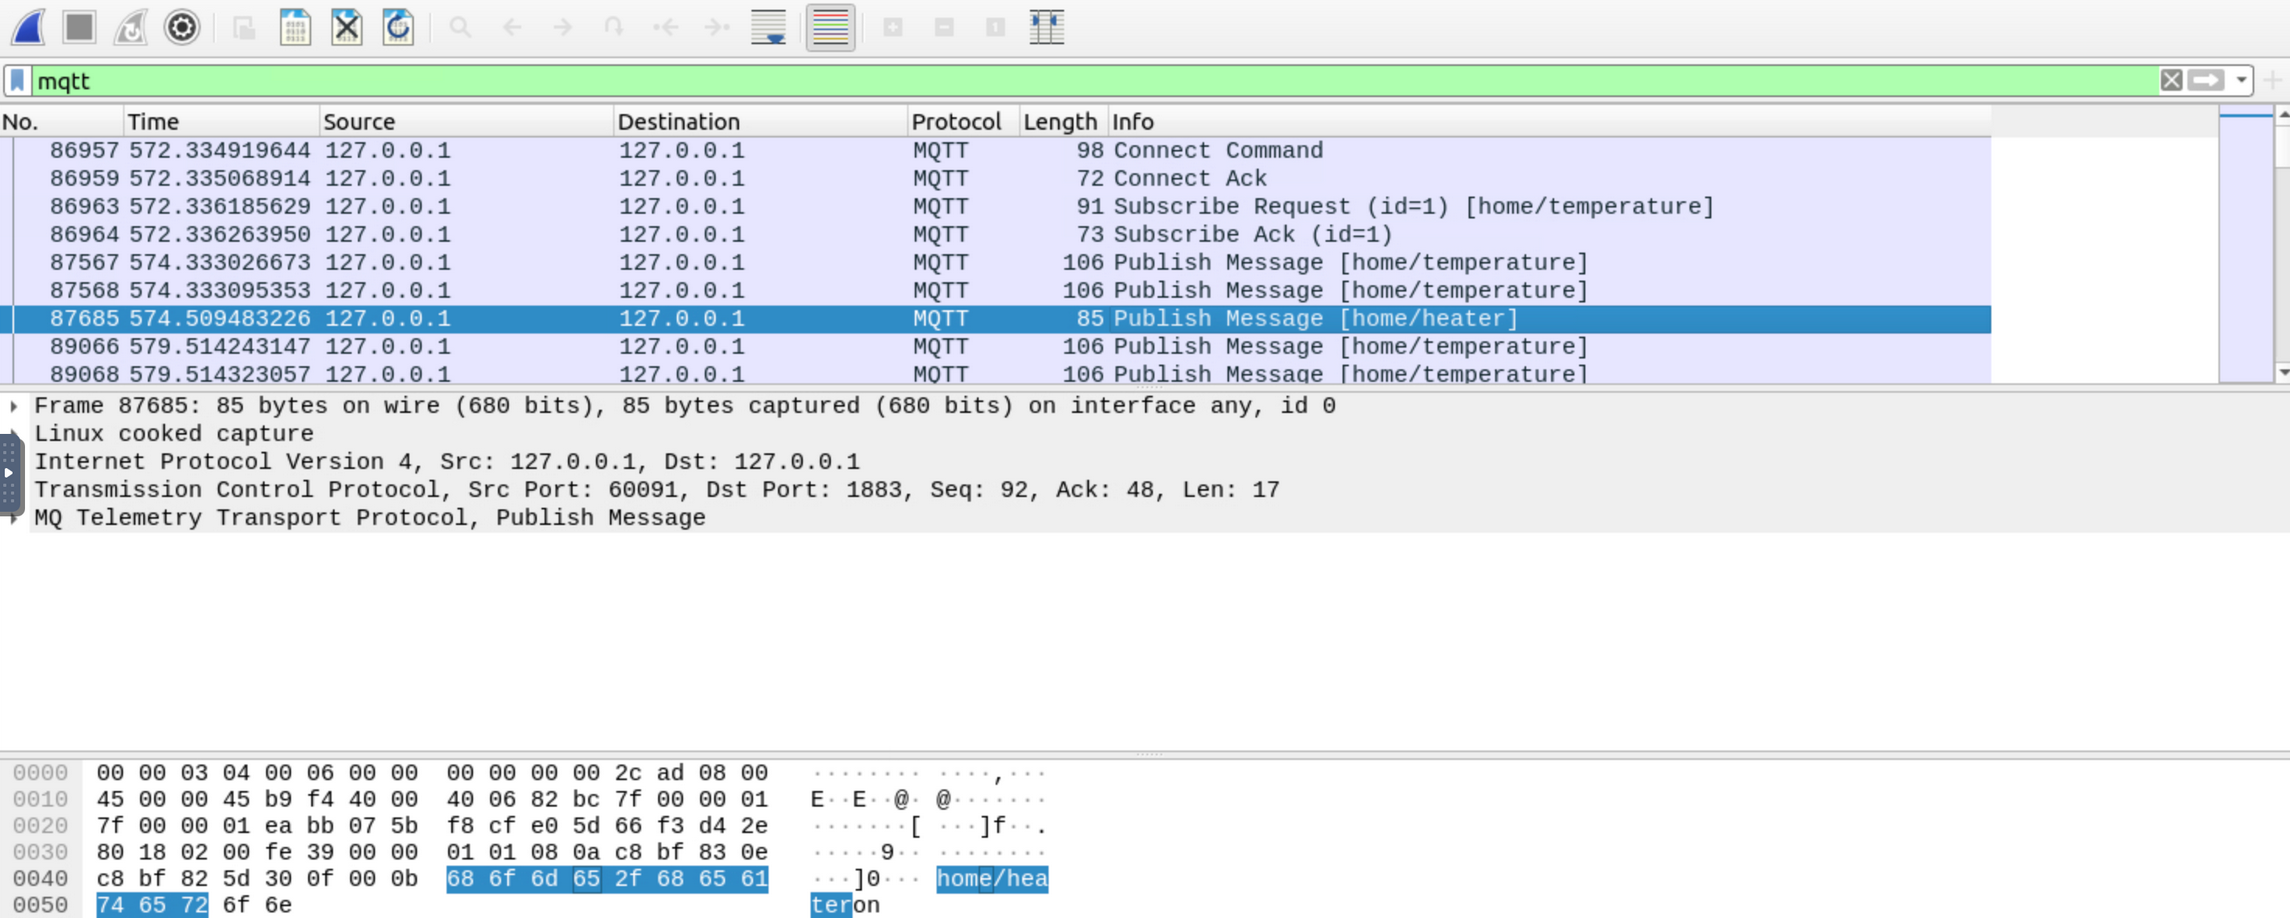 mqtt
No. Time Source Destination Protocol Length Info
86957 572.334919644 127.0.0.1 127.0.0.1 MQTT 98 Connect Command
86959 572.335068914 127.0.0.1 127.0.0.1 MQTT 72 Connect Ack
86963 572.336185629 127.0.0.1 127.0.0.1 MQTT 91 Subscribe Request (id=1) [home/temperature]
86964 572.336263950 127.0.0.1 127.0.0.1 MQTT 73 Subscribe Ack (id=1)
87567 574.333026673 127.0.0.1 127.0.0.1 MQTT 106 Publish Message [home/temperature]
87568 574.333095353 127.0.0.1 127.0.0.1 MQTT 106 Publish Message [home/temperature]
87685 574.509483226 127.0.0.1 127.0.0.1 MQTT 85 Publish Message [home/heater]
89066 579.514243147 127.0.0.1 127.0.0.1 MQTT 106 Publish Message [home/temperature]
89068 579.514323057 127.0.0.1 127.0.0.1 MQTT 106 Publish Message [home/temperature]
Frame 87685: 85 bytes on wire (680 bits), 85 bytes captured (680 bits) on interface any, id 0
Linux cooked capture
Internet Protocol Version 4, Src: 127.0.0.1, Dst: 127.0.0.1
Transmission Control Protocol, Src Port: 60091, Dst Port: 1883, Seq: 92, Ack: 48, Len: 17
MQ Telemetry Transport Protocol, Publish Message
0000 00 00 03 04 00 06 00 00 00 00 00 00 2c ad 08 00 ········ ····,···
0010 45 00 00 45 b9 f4 40 00 40 06 82 bc 7f 00 00 01 E··E··@· @·······
0020 7f 00 00 01 ea bb 07 5b f8 cf e0 5d 66 f3 d4 2e ·······[ ···]f··.
0030 80 18 02 00 fe 39 00 00 01 01 08 0a c8 bf 83 0e ·····9·· ········
0040 c8 bf 82 5d 30 0f 00 0b 68 6f 6d 65 2f 68 65 61 ···]0··· home/hea
0050 74 65 72 6f 6e teron